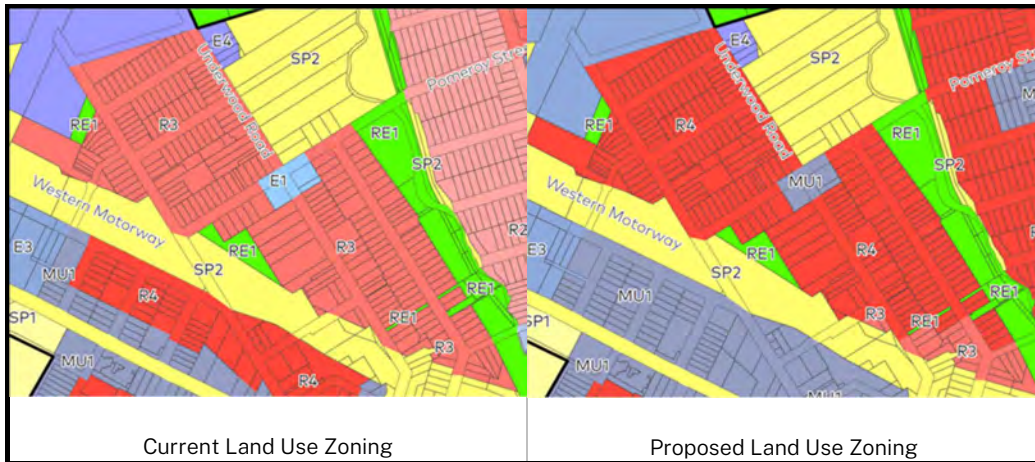 E4
SP2
Underwood Road
Pomeroy Stre
RE1
R3
RE1
SP2
E1
Western Motorway
R3
R2
E3
MU1
RE1
SP2
RE1
R4
SP1
RE1
R3
MU1
R4
Current Land Use Zoning
E4
SP2
Underwood Road
Pomeroy Stre
M
RE1
R4
RE1
SP2
MU1
R4
Western Motorway
R4
E3
MU1
RE1
SP2
RE1
SP1
R3
RE1
R3
MU1
MU1
Proposed Land Use Zoning